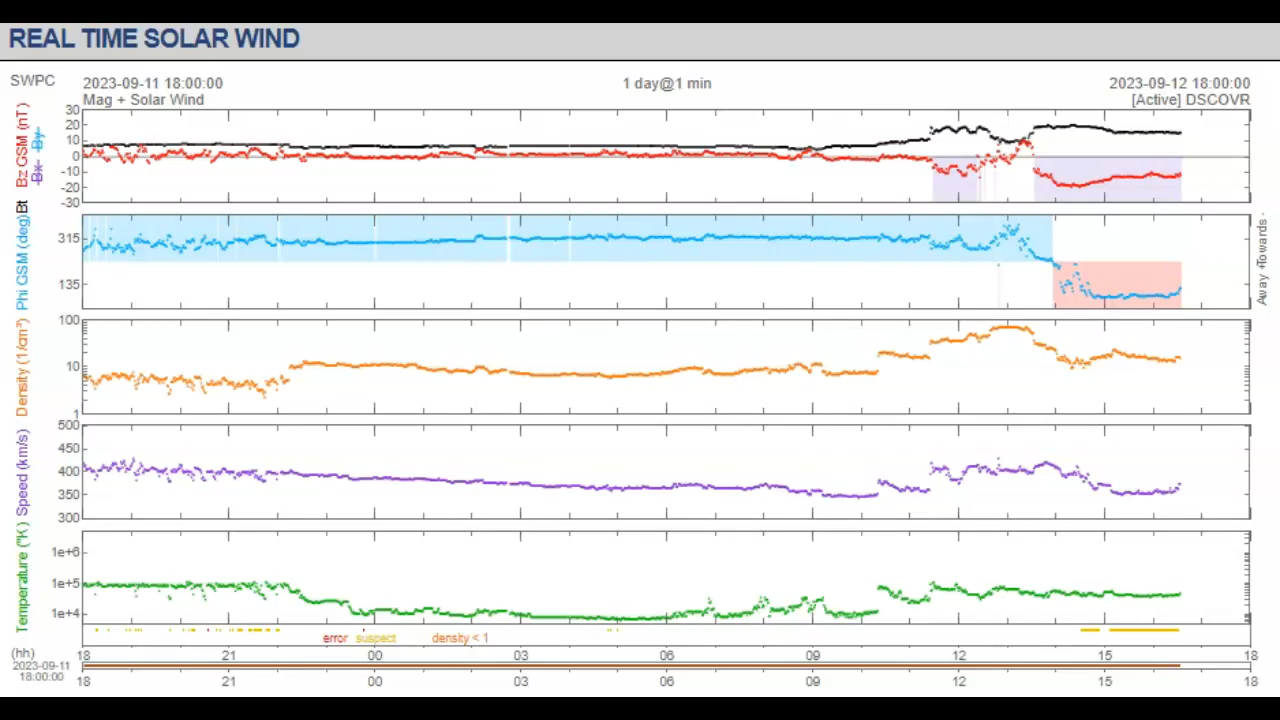 REAL TIME SOLAR WIND
SWPC
2023-09-11 18:00:00
1 day@1 min
2023-09-12 18:00:00
Mag + Solar Wind
[Active] DSCOVR
Bt Bz GSM (nT)
Bx By
30
20
10
0
-10
-20
-30
Phi GSM (deg)
315
135
Away + Towards -
Density (1/cm³)
100
10
1
Speed (km/s)
500
450
400
350
300
Temperature (°K)
1e+6
1e+5
1e+4
error suspect density < 1
(hh)
18 21 00 03 06 09 12 15 18
2023-09-11
18:00:00
18 21 00 03 06 09 12 15 18